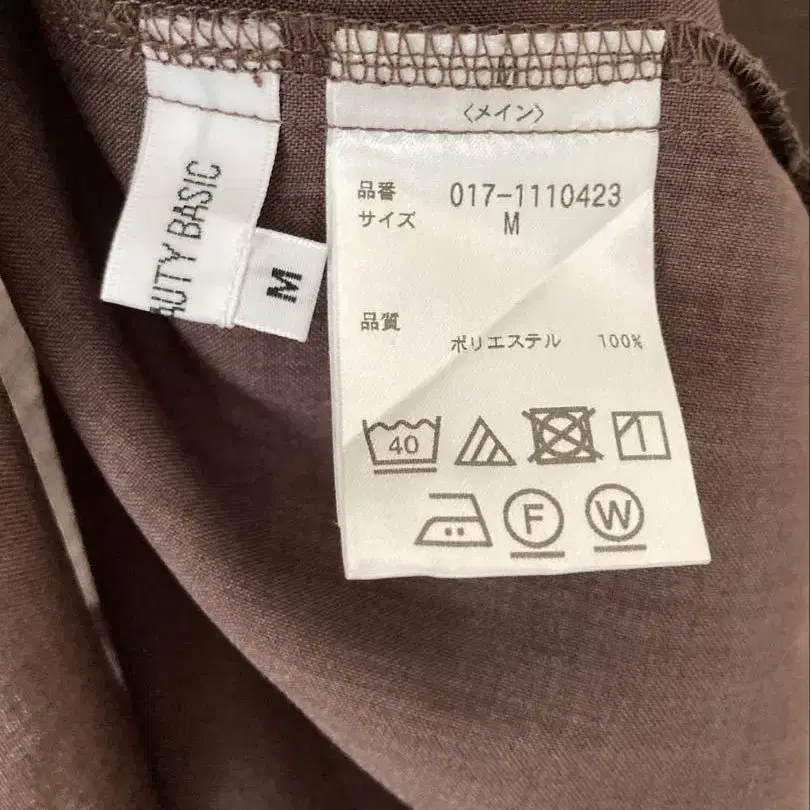 〈メイン〉
品番 017-1110423
サイズ M
品質
ポリエステル 100%
40
F W
AUTY BASIC
M